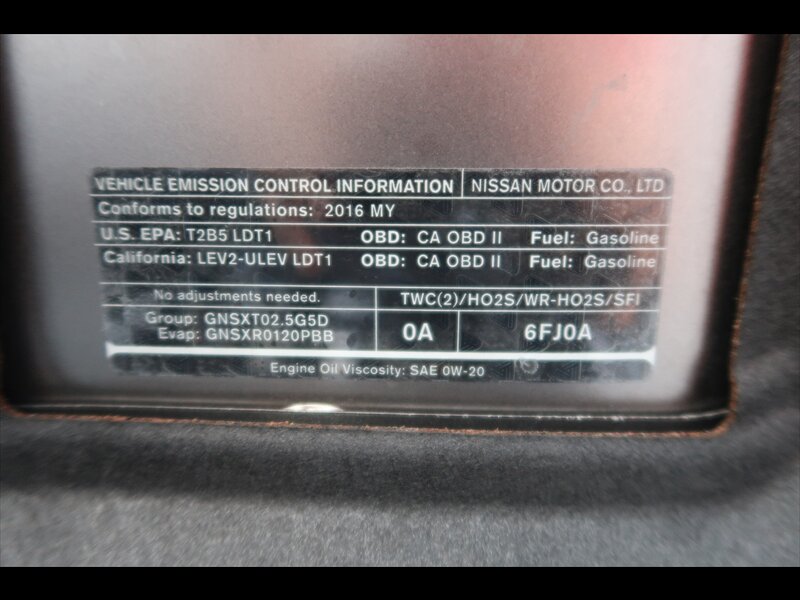 VEHICLE EMISSION CONTROL INFORMATION NISSAN MOTOR CO., LTD
Conforms to regulations: 2016 MY
U.S. EPA: T2B5 LDT1 OBD: CA OBD II Fuel: Gasoline
California: LEV2-ULEV LDT1 OBD: CA OBD II Fuel: Gasoline
No adjustments needed. TWC(2)/HO2S/WR-HO2S/SFI
Group: GNSXT02.5G5D
Evap: GNSXR0120PBB
0A 6FJ0A
Engine Oil Viscosity: SAE 0W-20